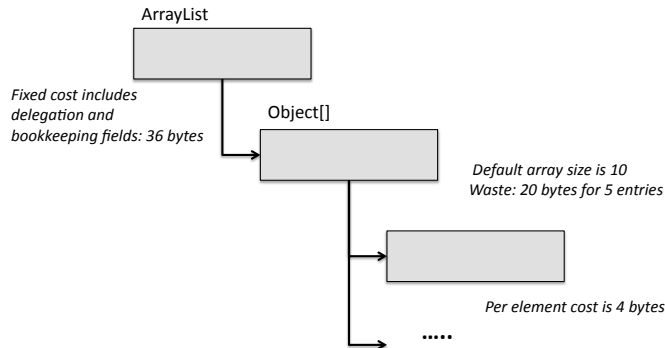 ArrayList
Fixed cost includes
delegation and
bookkeeping fields: 36 bytes
Object[]
Default array size is 10
Waste: 20 bytes for 5 entries
Per element cost is 4 bytes
.....